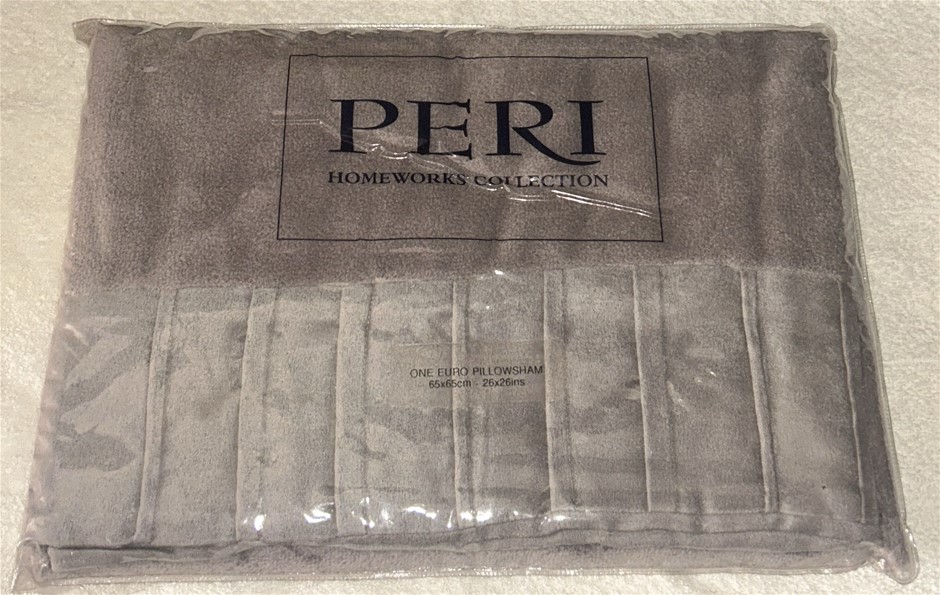 PERI
HOMEWORKS COLLECTION
ONE EURO PILLOWSHAM
65x65cm - 26x26ins